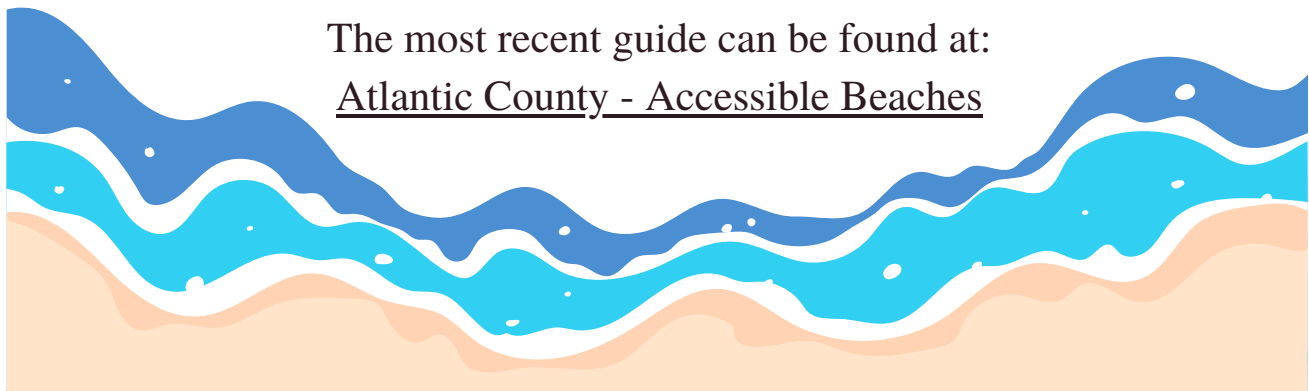 The most recent guide can be found at:
Atlantic County - Accessible Beaches